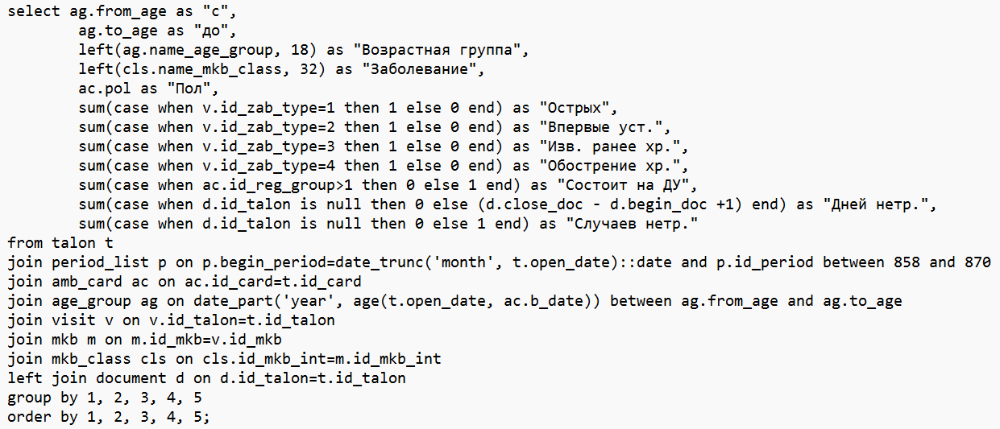 select ag.from_age as "с",
ag.to_age as "до",
left(ag.name_age_group, 18) as "Возрастная группа",
left(cls.name_mkb_class, 32) as "Заболевание",
ac.pol as "Пол",
sum(case when v.id_zab_type=1 then 1 else 0 end) as "Острых",
sum(case when v.id_zab_type=2 then 1 else 0 end) as "Впервые уст.",
sum(case when v.id_zab_type=3 then 1 else 0 end) as "Изв. ранее хр.",
sum(case when v.id_zab_type=4 then 1 else 0 end) as "Обострение хр.",
sum(case when ac.id_reg_group>1 then 0 else 1 end) as "Состоит на ДУ",
sum(case when d.id_talon is null then 0 else (d.close_doc - d.begin_doc +1) end) as "Дней нетр.",
sum(case when d.id_talon is null then 0 else 1 end) as "Случаев нетр."
from talon t
join period_list p on p.begin_period=date_trunc('month', t.open_date)::date and p.id_period between 858 and 870
join amb_card ac on ac.id_card=t.id_card
join age_group ag on date_part('year', age(t.open_date, ac.b_date)) between ag.from_age and ag.to_age
join visit v on v.id_talon=t.id_talon
join mkb m on m.id_mkb=v.id_mkb
join mkb_class cls on cls.id_mkb_int=m.id_mkb_int
left join document d on d.id_talon=t.id_talon
group by 1, 2, 3, 4, 5
order by 1, 2, 3, 4, 5;